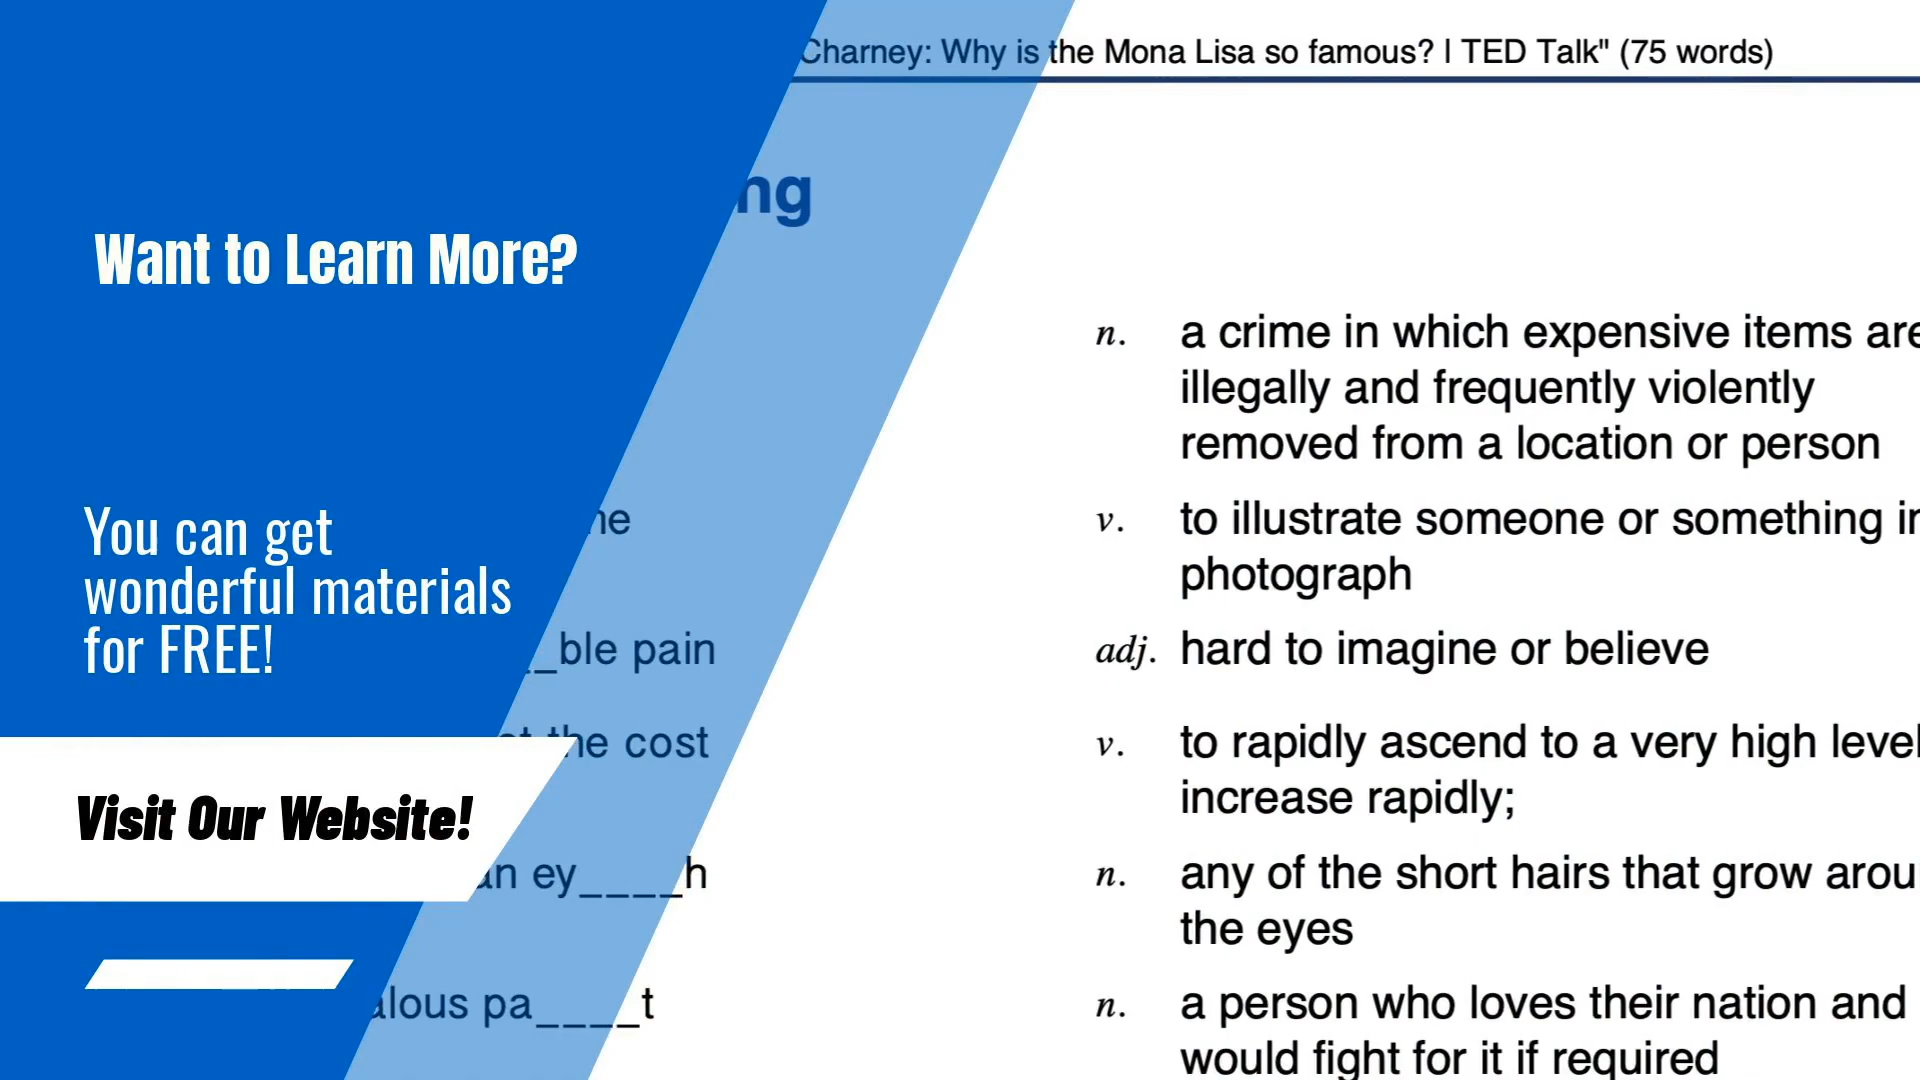 Charney: Why is the Mona Lisa so famous? | TED Talk" (75 words)
ng
Want to Learn More?
n. a crime in which expensive items are
illegally and frequently violently
removed from a location or person
You can get
wonderful materials
for FREE!
v. to illustrate someone or something in
photograph
_ble pain
adj. hard to imagine or believe
the cost
v. to rapidly ascend to a very high level
increase rapidly;
Visit Our Website!
an ey____h
n. any of the short hairs that grow arou
the eyes
alous pa____t
n. a person who loves their nation and
would fight for it if required